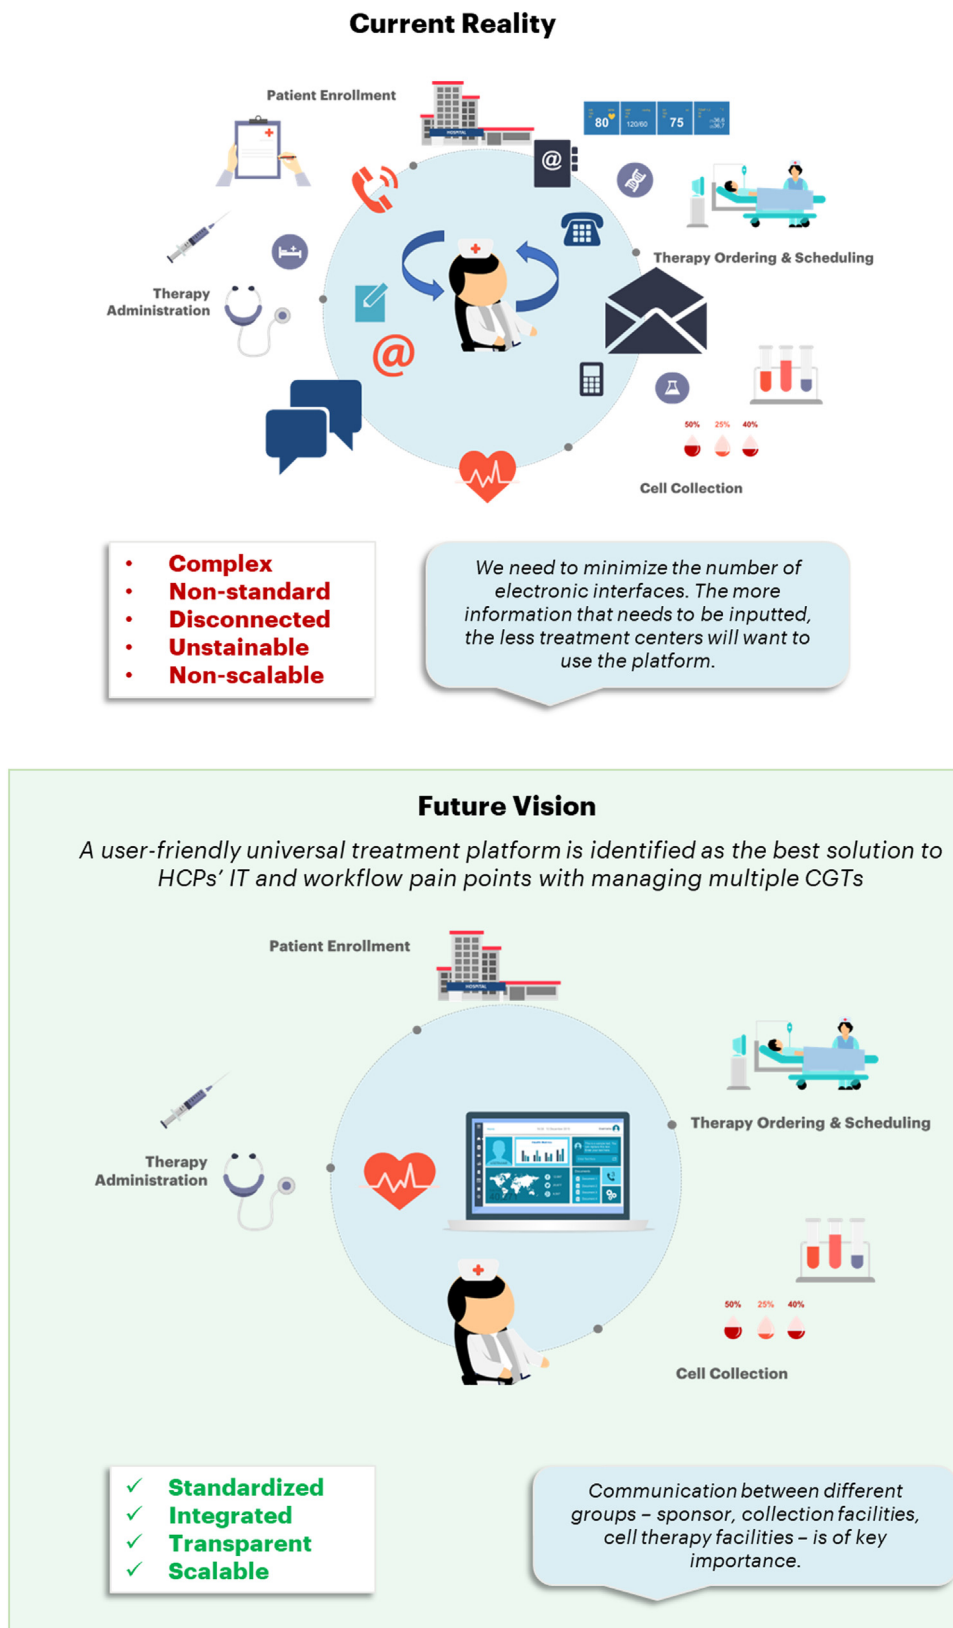 Current Reality
Patient Enrollment
HOSPITAL
80
120/60
75
@
Therapy Ordering & Scheduling
Therapy
Administration
@
50% 25% 40%
Cell Collection
• Complex
• Non-standard
• Disconnected
• Unstainable
• Non-scalable
We need to minimize the number of
electronic interfaces. The more
information that needs to be inputted,
the less treatment centers will want to
use the platform.
Future Vision
A user-friendly universal treatment platform is identified as the best solution to
HCPs’ IT and workflow pain points with managing multiple CGTs
Patient Enrollment
HOSPITAL
Therapy Ordering & Scheduling
Therapy
Administration
50% 25% 40%
Cell Collection
✓ Standardized
✓ Integrated
✓ Transparent
✓ Scalable
Communication between different
groups – sponsor, collection facilities,
cell therapy facilities – is of key
importance.